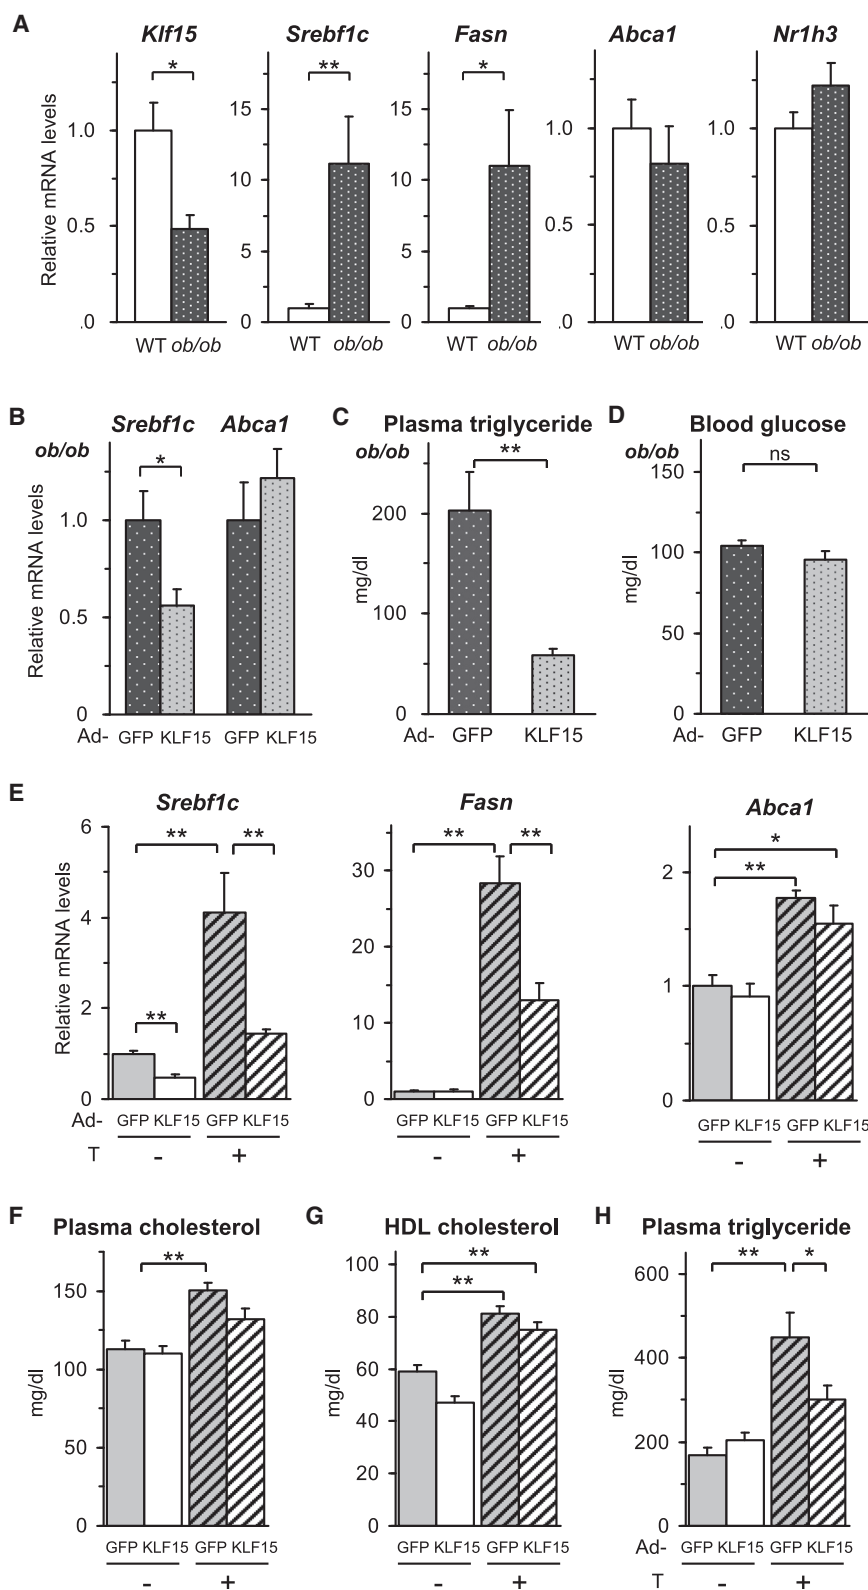 A
Klf15 Srebf1c Fasn Abca1 Nr1h3
Relative mRNA levels
* ** *
1.0 15 15 1.0 1.0
10 10
0.5 0.5 0.5
5 5
.0 0 0 .0 .0
WT ob/ob WT ob/ob WT ob/ob WT ob/ob WT ob/ob
B
Srebf1c Abca1
ob/ob
Relative mRNA levels
*
1.0
0.5
0
Ad- GFP KLF15 GFP KLF15
C Plasma triglyceride
ob/ob
mg/dl
**
200
100
0
Ad- GFP KLF15
D
Blood glucose
ob/ob
mg/dl
ns
150
100
50
0
Ad- GFP KLF15
E
Srebf1c
Relative mRNA levels
** **
**
6
4
2
0
Ad- GFP KLF15 GFP KLF15
T - +
Fasn
** **
30
20
10
0
GFP KLF15 GFP KLF15
- +
Abca1
*
**
2
1
0
GFP KLF15 GFP KLF15
- +
F
Plasma cholesterol
mg/dl
**
150
100
50
0
GFP KLF15 GFP KLF15
- +
G
HDL cholesterol
mg/dl
**
**
100
80
60
40
20
0
GFP KLF15 GFP KLF15
- +
H Plasma triglyceride
mg/dl
** *
600
400
200
0
Ad- GFP KLF15 GFP KLF15
T - +